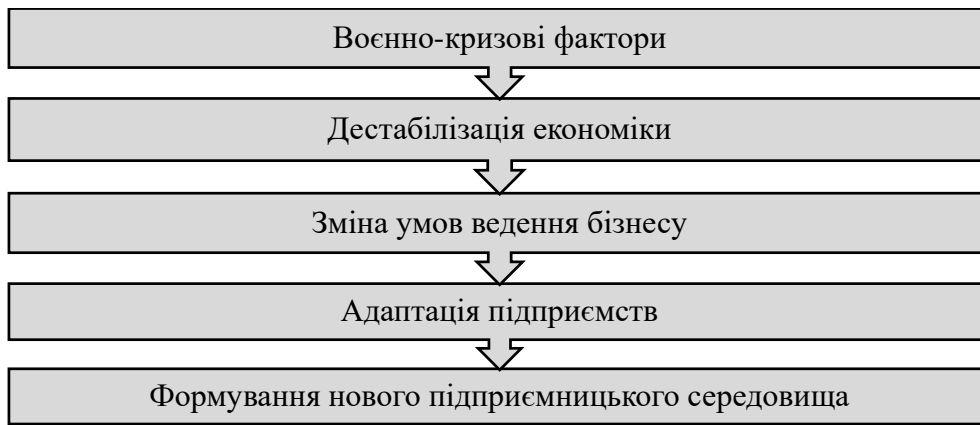 Воєнно-кризові фактори
Дестабілізація економіки
Зміна умов ведення бізнесу
Адаптація підприємств
Формування нового підприємницького середовища